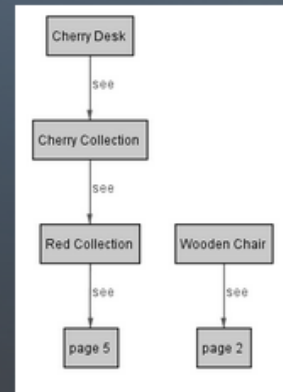 Cherry Desk
see
Cherry Collection
see
Red Collection
Wooden Chair
see
see
page 5
page 2